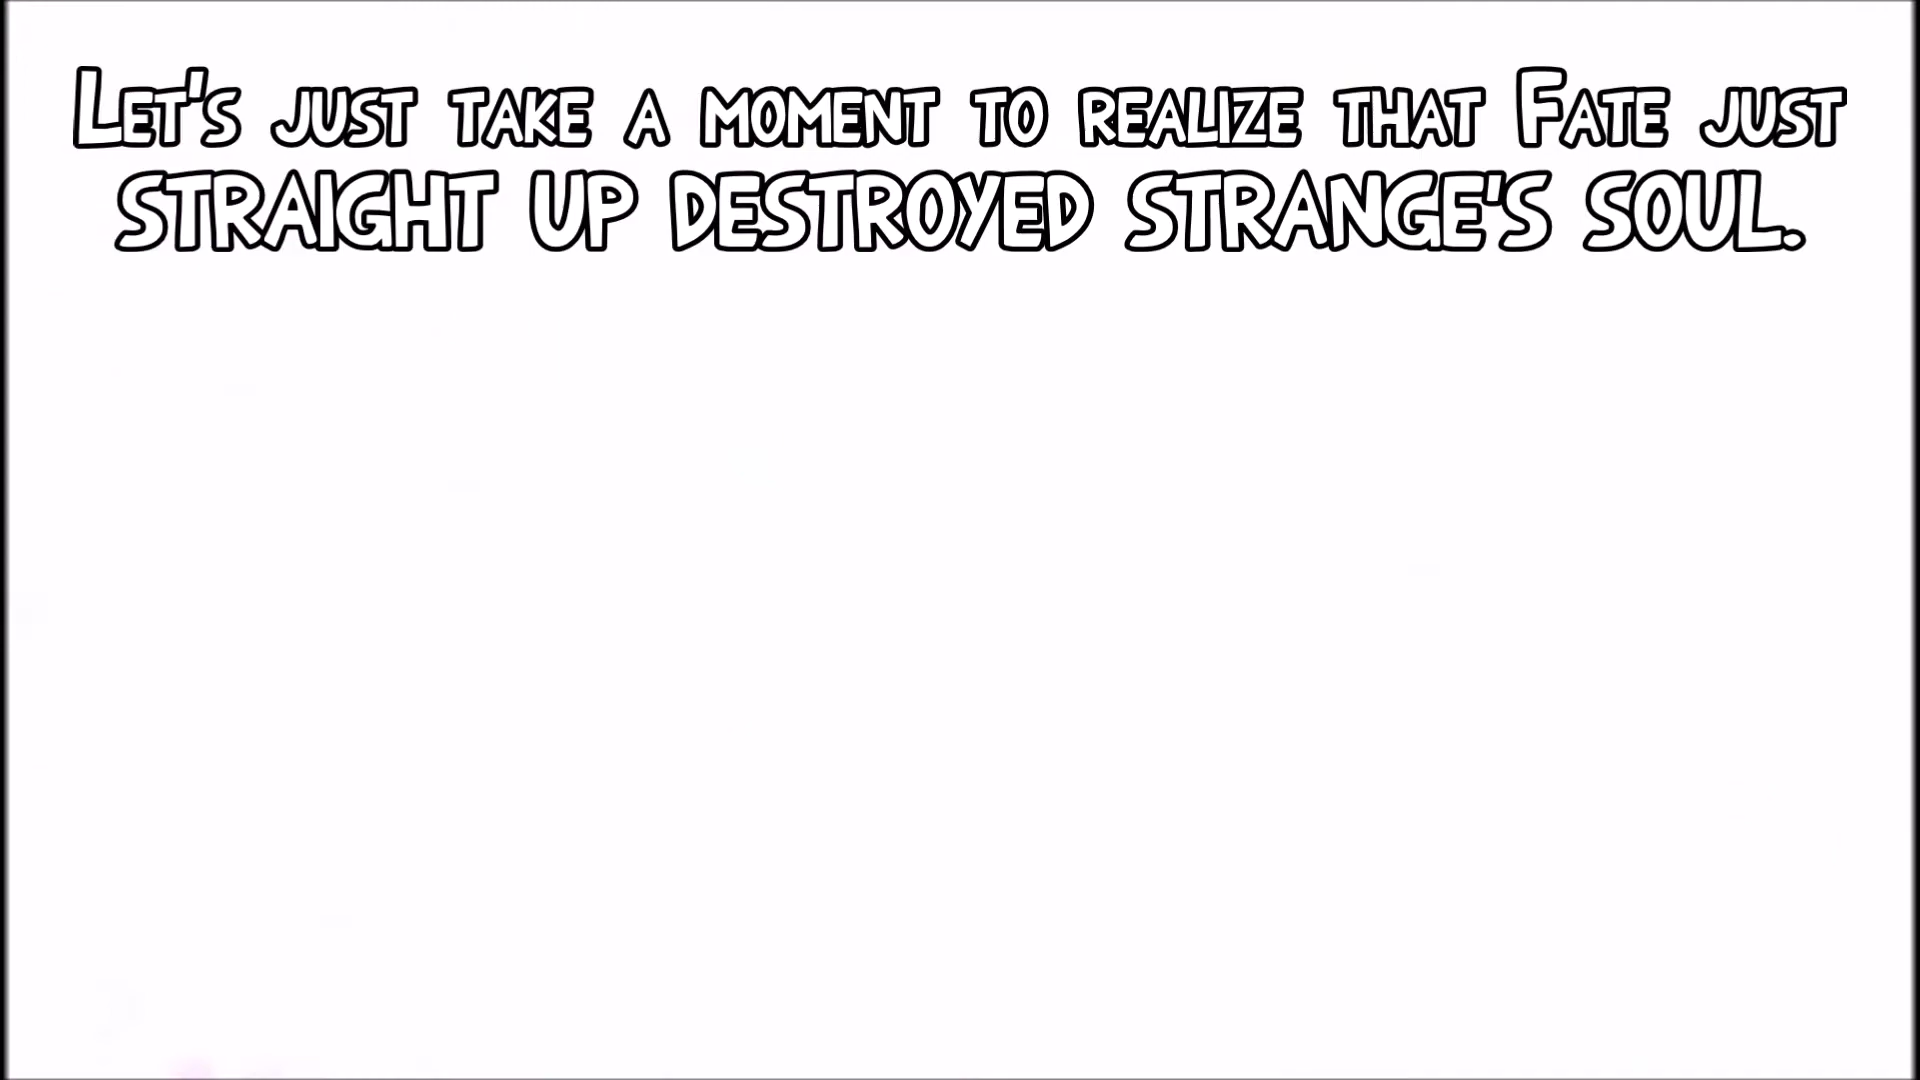 Let's just take a moment to realize that Fate just
STRAIGHT UP DESTROYED STRANGE'S SOUL.